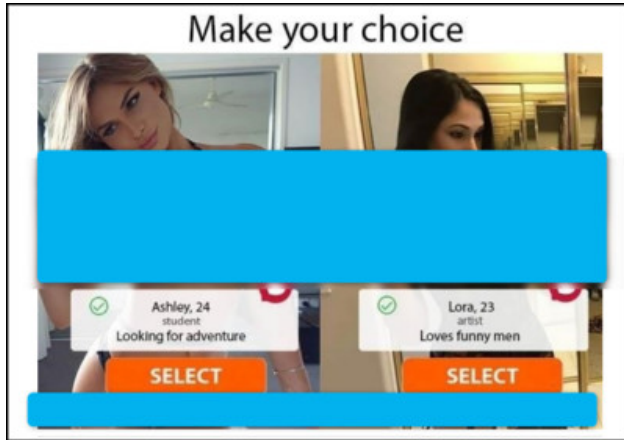 Make your choice
Ashley, 24
student
Looking for adventure
SELECT
Lora, 23
artist
Loves funny men
SELECT